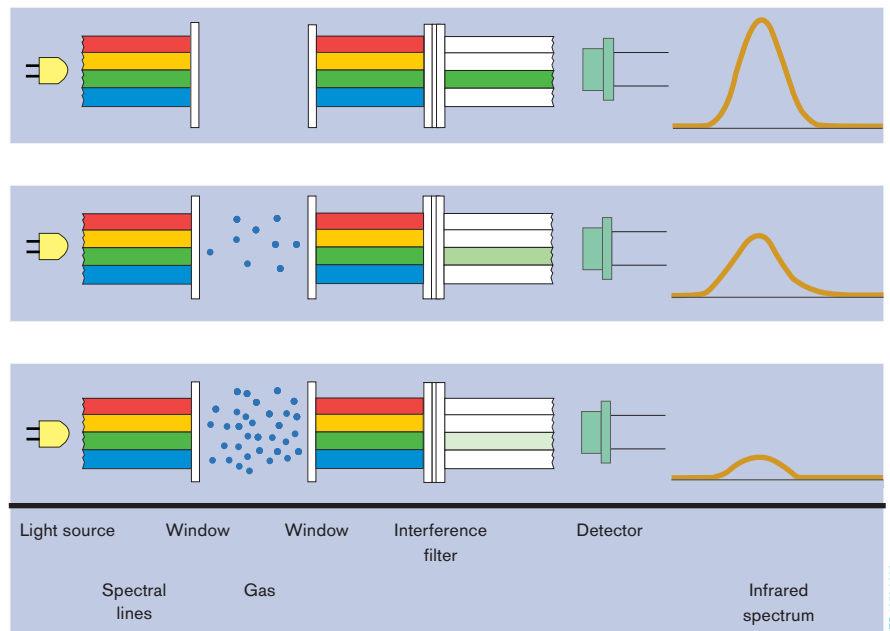 Light source
Window
Window
Interference
filter
Detector
Spectral
lines
Gas
Infrared
spectrum